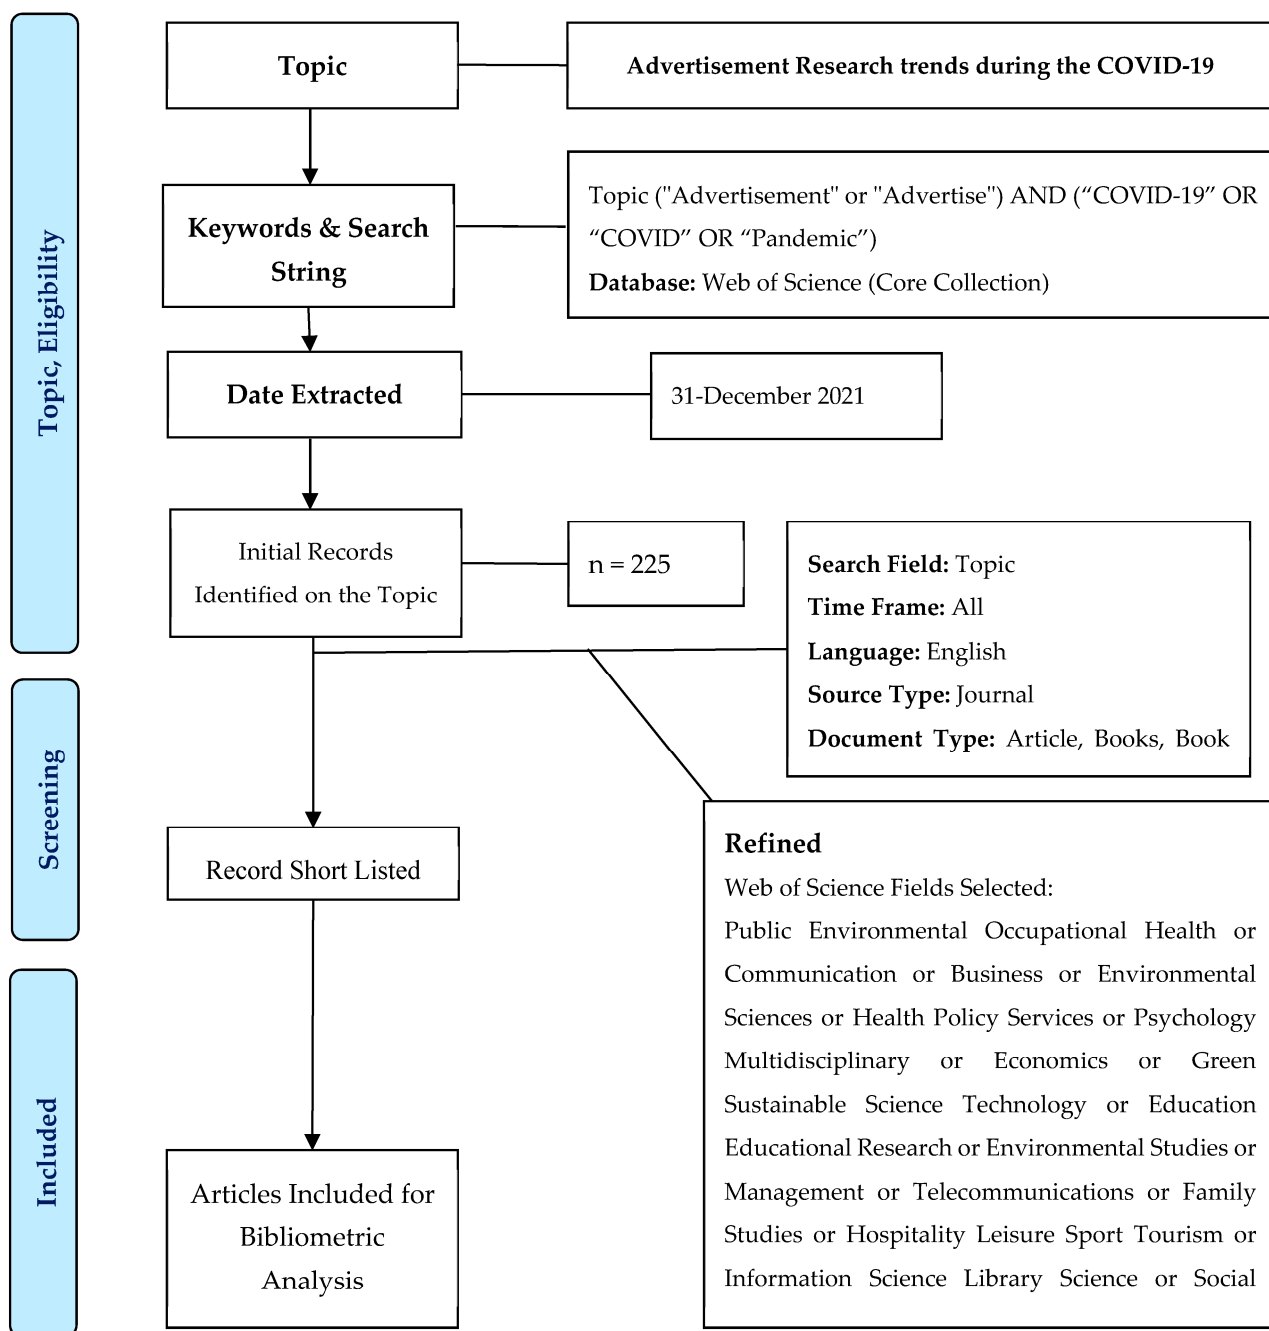 Topic, Eligibility
Topic
Advertisement Research trends during the COVID-19
Keywords & Search
String
Topic ("Advertisement" or "Advertise") AND (“COVID-19” OR
“COVID” OR “Pandemic”)
Database: Web of Science (Core Collection)
Date Extracted
31-December 2021
Initial Records
Identified on the Topic
n = 225
Search Field: Topic
Time Frame: All
Language: English
Source Type: Journal
Document Type: Article, Books, Book
Screening
Record Short Listed
Refined
Web of Science Fields Selected:
Public Environmental Occupational Health or
Communication or Business or Environmental
Sciences or Health Policy Services or Psychology
Multidisciplinary or Economics or Green
Sustainable Science Technology or Education
Educational Research or Environmental Studies or
Management or Telecommunications or Family
Studies or Hospitality Leisure Sport Tourism or
Information Science Library Science or Social
Included
Articles Included for
Bibliometric
Analysis